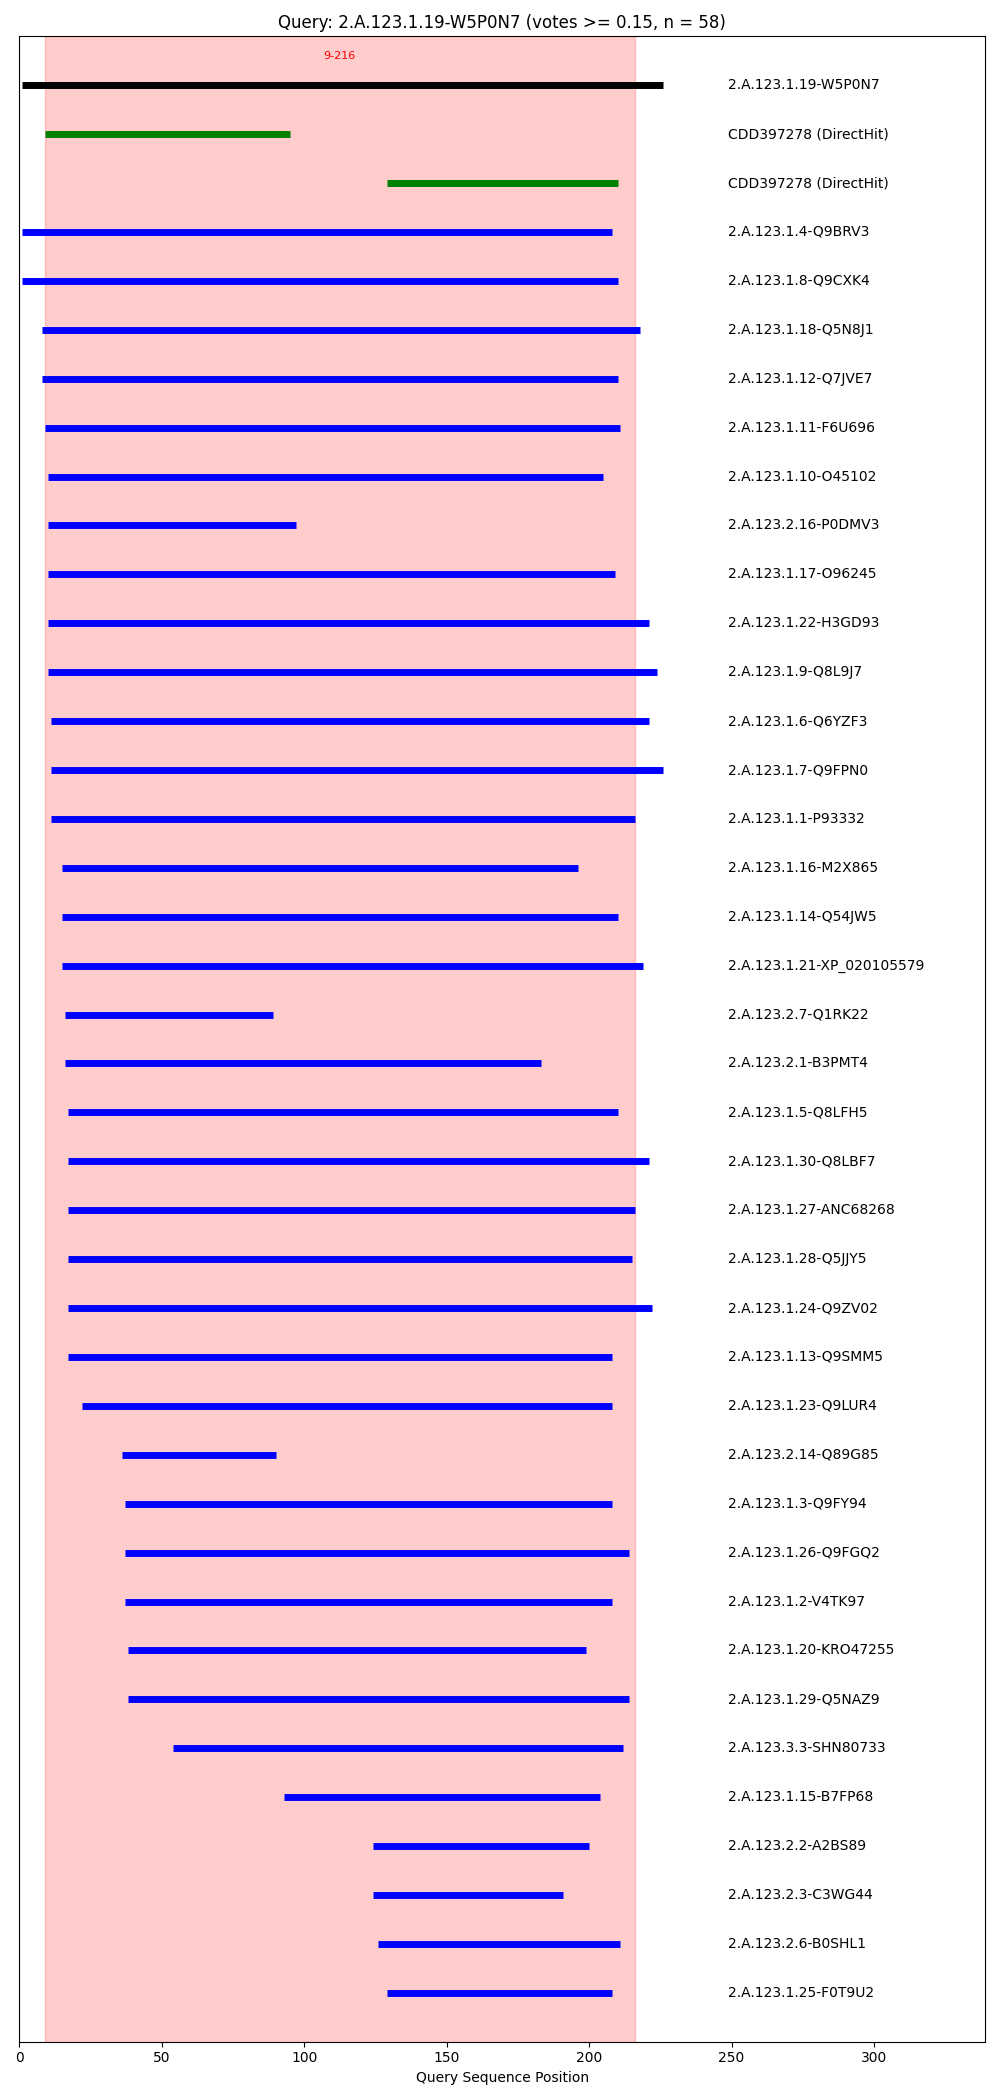 Query: 2.A.123.1.19-W5P0N7 (votes >= 0.15, n = 58)
9-216
2.A.123.1.19-W5P0N7
CDD397278 (DirectHit)
CDD397278 (DirectHit)
2.A.123.1.4-Q9BRV3
2.A.123.1.8-Q9CXK4
2.A.123.1.18-Q5N8J1
2.A.123.1.12-Q7JVE7
2.A.123.1.11-F6U696
2.A.123.1.10-O45102
2.A.123.2.16-P0DMV3
2.A.123.1.17-O96245
2.A.123.1.22-H3GD93
2.A.123.1.9-Q8L9J7
2.A.123.1.6-Q6YZF3
2.A.123.1.7-Q9FPN0
2.A.123.1.1-P93332
2.A.123.1.16-M2X865
2.A.123.1.14-Q54JW5
2.A.123.1.21-XP_020105579
2.A.123.2.7-Q1RK22
2.A.123.2.1-B3PMT4
2.A.123.1.5-Q8LFH5
2.A.123.1.30-Q8LBF7
2.A.123.1.27-ANC68268
2.A.123.1.28-Q5JJY5
2.A.123.1.24-Q9ZV02
2.A.123.1.13-Q9SMM5
2.A.123.1.23-Q9LUR4
2.A.123.2.14-Q89G85
2.A.123.1.3-Q9FY94
2.A.123.1.26-Q9FGQ2
2.A.123.1.2-V4TK97
2.A.123.1.20-KRO47255
2.A.123.1.29-Q5NAZ9
2.A.123.3.3-SHN80733
2.A.123.1.15-B7FP68
2.A.123.2.2-A2BS89
2.A.123.2.3-C3WG44
2.A.123.2.6-B0SHL1
2.A.123.1.25-F0T9U2
0 50 100 150 200 250 300
Query Sequence Position